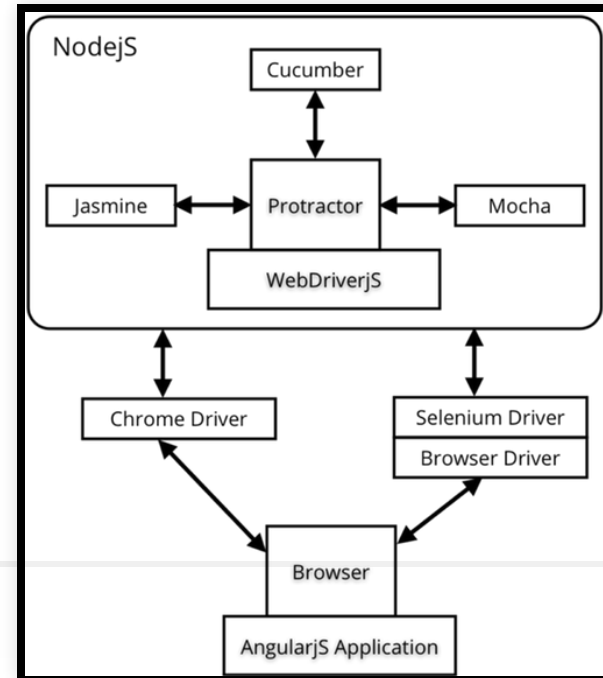 NodejS
Cucumber
Jasmine
Protractor
Mocha
WebDriverjS
Chrome Driver
Selenium Driver
Browser Driver
Browser
AngularjS Application